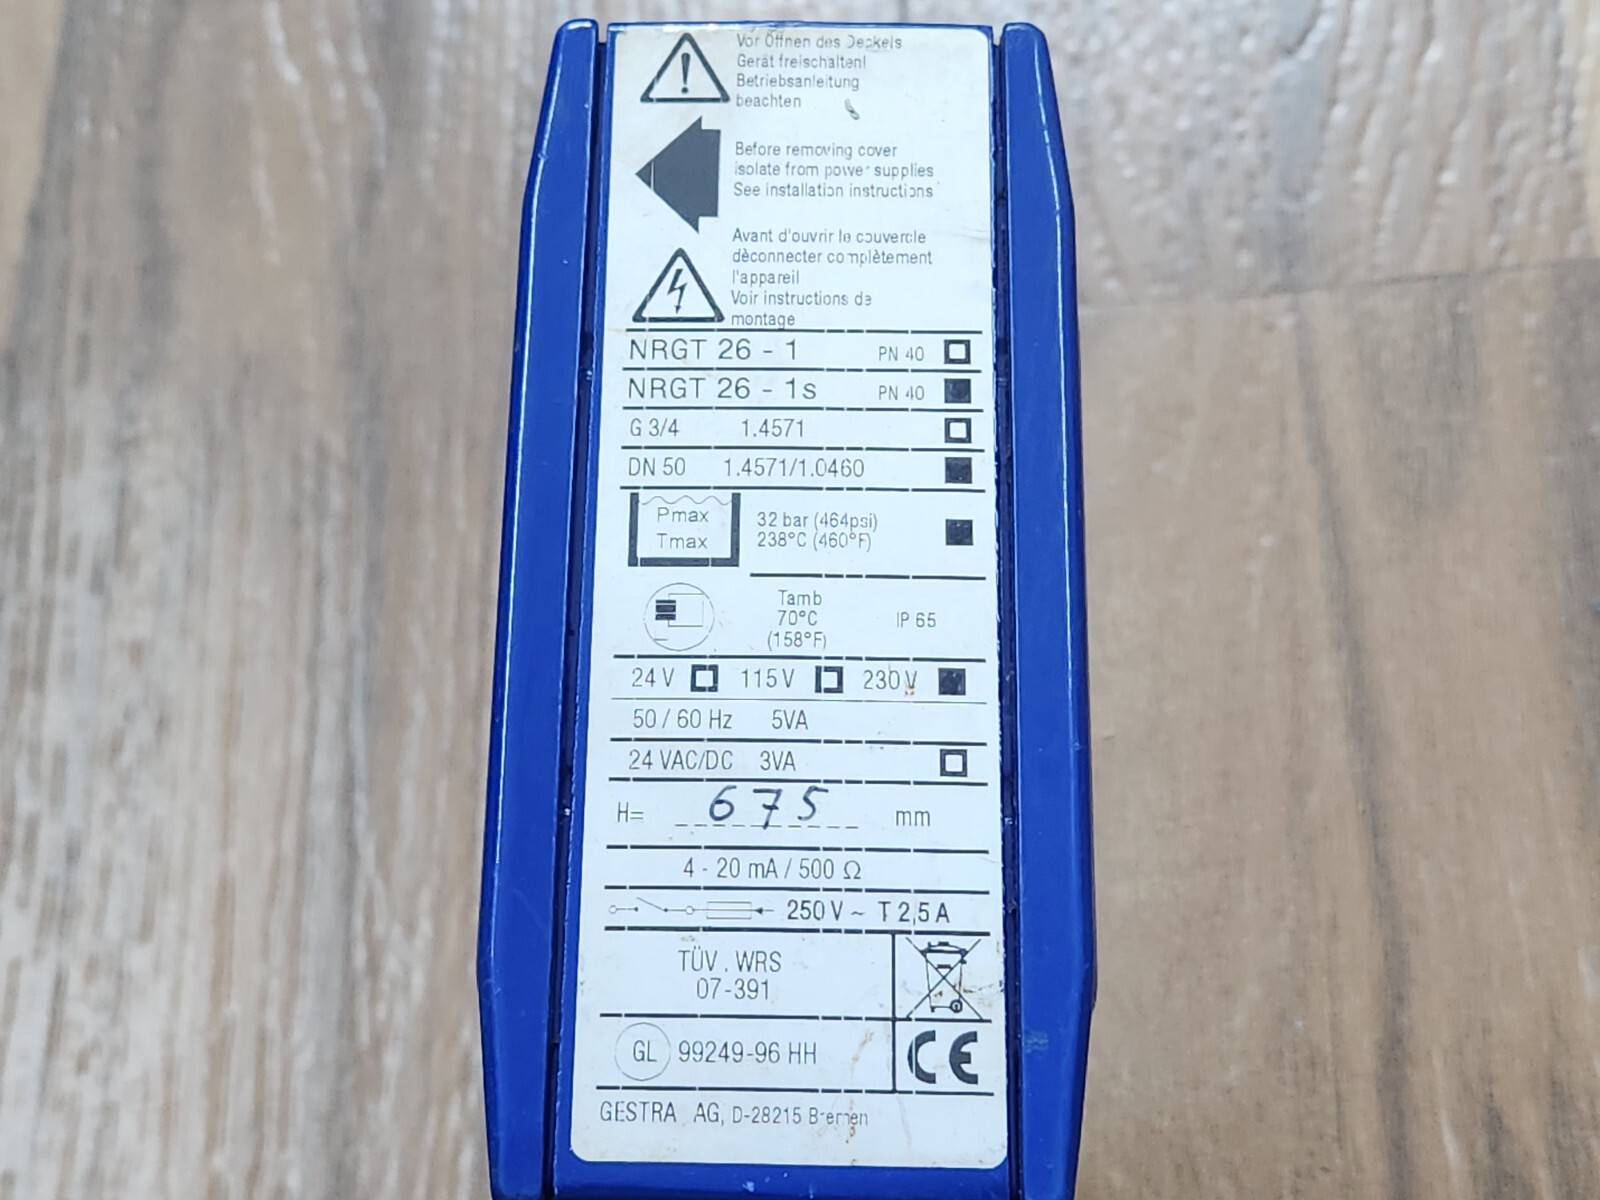 Vor Öffnen des Deckels
Gerät freischalten!
Betriebsanleitung
beachten
Before removing cover
isolate from power supplies
See installation instructions
Avant d'ouvrir le couvercle
dèconnecter complètement
l'appareil
Voir instructions de
montage
NRGT 26 - 1 PN 40
NRGT 26 - 1s PN 40
G 3/4 1.4571
DN 50 1.4571/1.0460
Pmax 32 bar (464psi)
Tmax 238°C (460°F)
Tamb
70°C IP 65
(158°F)
24 V 115 V 230 V
50 / 60 Hz 5VA
24 VAC/DC 3VA
H= 675 mm
4 - 20 mA / 500 Ω
250 V ~ T 2,5 A
TÜV . WRS
07-391
GL 99249-96 HH
CE
GESTRA AG, D-28215 Bremen